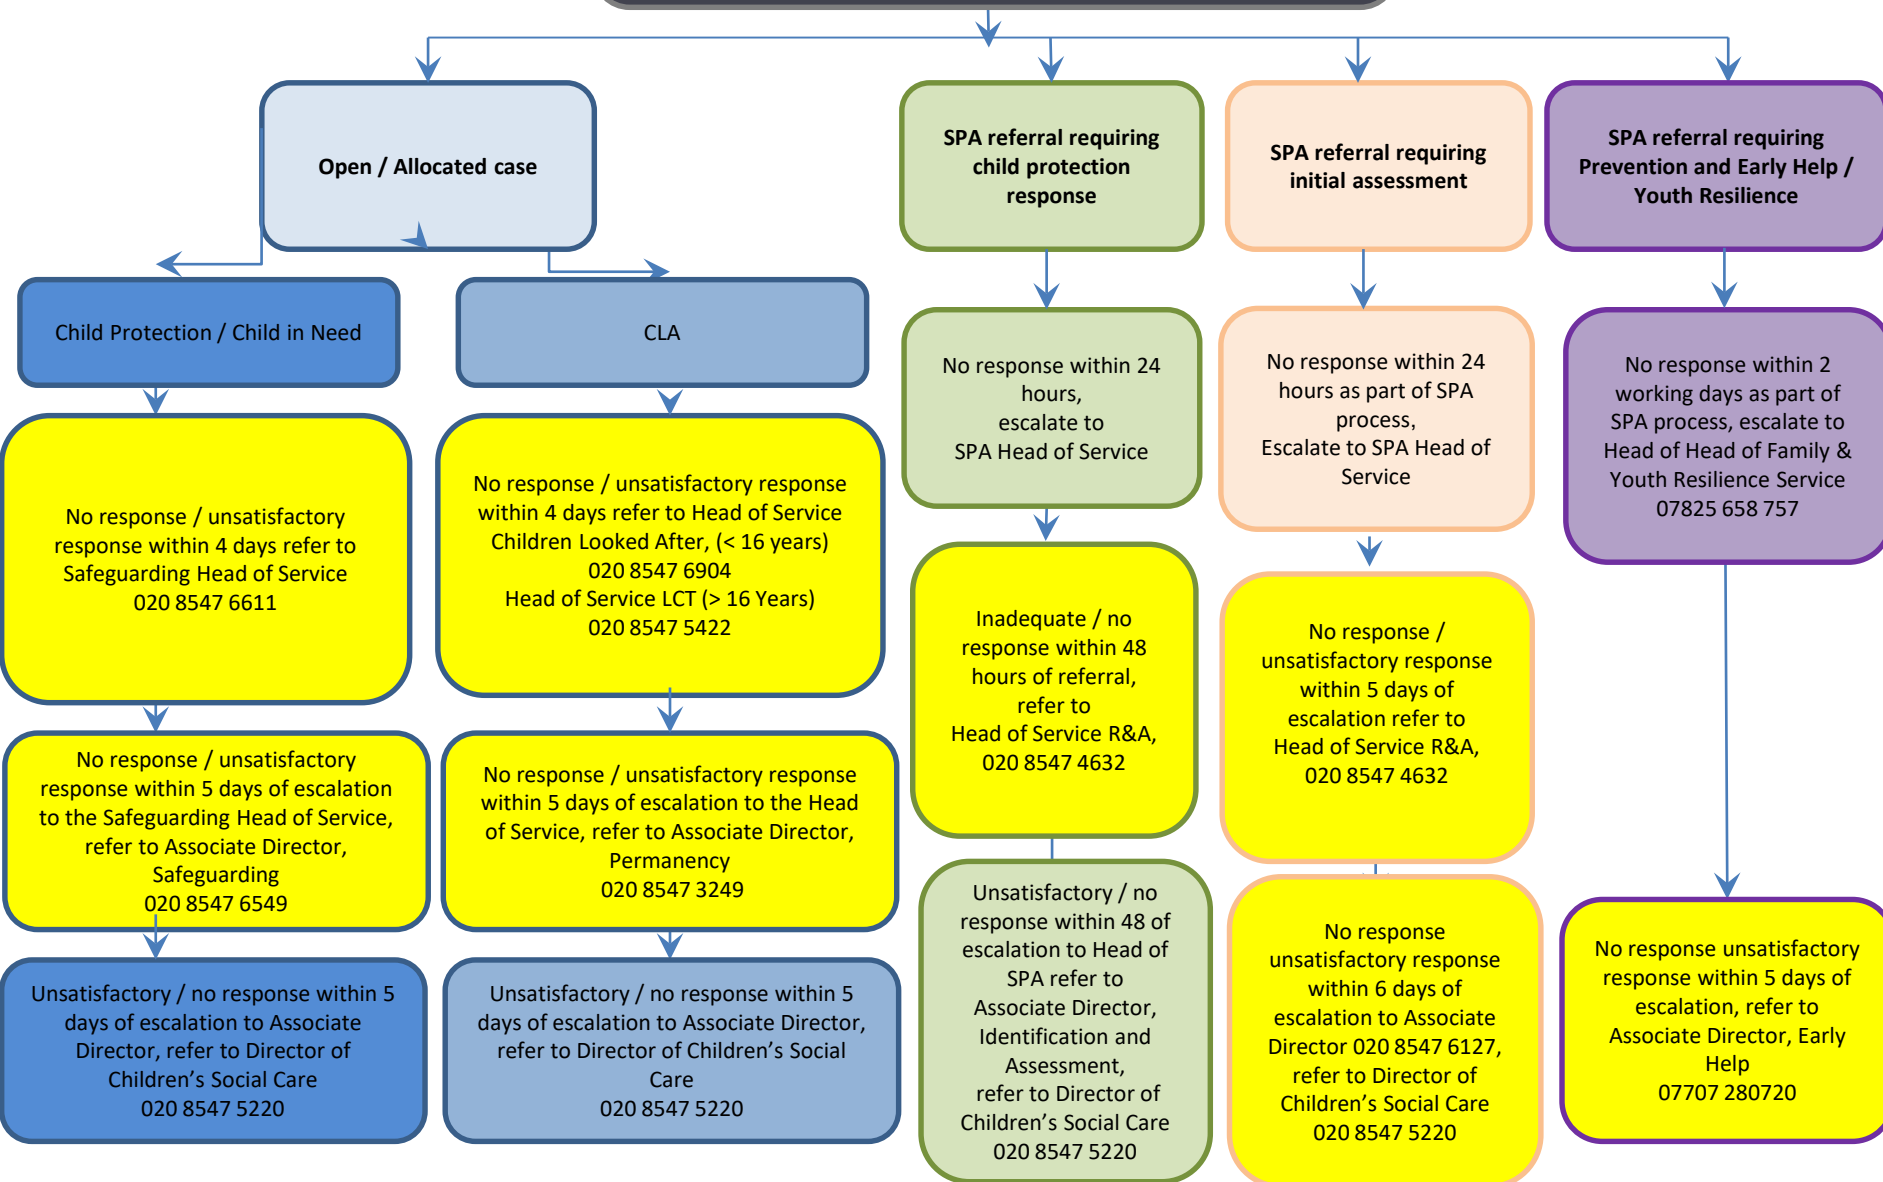 Open / Allocated case
SPA referral requiring
child protection
response
SPA referral requiring
initial assessment
SPA referral requiring
Prevention and Early Help /
Youth Resilience
Child Protection / Child in Need
CLA
No response within 24
hours,
escalate to
SPA Head of Service
No response within 24
hours as part of SPA
process,
Escalate to SPA Head of
Service
No response within 2
working days as part of
SPA process, escalate to
Head of Head of Family &
Youth Resilience Service
07825 658 757
No response / unsatisfactory
response within 4 days refer to
Safeguarding Head of Service
020 8547 6611
No response / unsatisfactory response
within 4 days refer to Head of Service
Children Looked After, (< 16 years)
020 8547 6904
Head of Service LCT (> 16 Years)
020 8547 5422
Inadequate / no
response within 48
hours of referral,
refer to
Head of Service R&A,
020 8547 4632
No response /
unsatisfactory response
within 5 days of
escalation refer to
Head of Service R&A,
020 8547 4632
No response / unsatisfactory
response within 5 days of escalation
to the Safeguarding Head of Service,
refer to Associate Director,
Safeguarding
020 8547 6549
No response / unsatisfactory response
within 5 days of escalation to the Head
of Service, refer to Associate Director,
Permanency
020 8547 3249
Unsatisfactory / no
response within 48 of
escalation to Head of
SPA refer to
Associate Director,
Identification and
Assessment,
refer to Director of
Children’s Social Care
020 8547 5220
No response
unsatisfactory response
within 6 days of
escalation to Associate
Director 020 8547 6127,
refer to Director of
Children’s Social Care
020 8547 5220
No response unsatisfactory
response within 5 days of
escalation, refer to
Associate Director, Early
Help
07707 280720
Unsatisfactory / no response within 5
days of escalation to Associate
Director, refer to Director of
Children’s Social Care
020 8547 5220
Unsatisfactory / no response within 5
days of escalation to Associate Director,
refer to Director of Children’s Social
Care
020 8547 5220